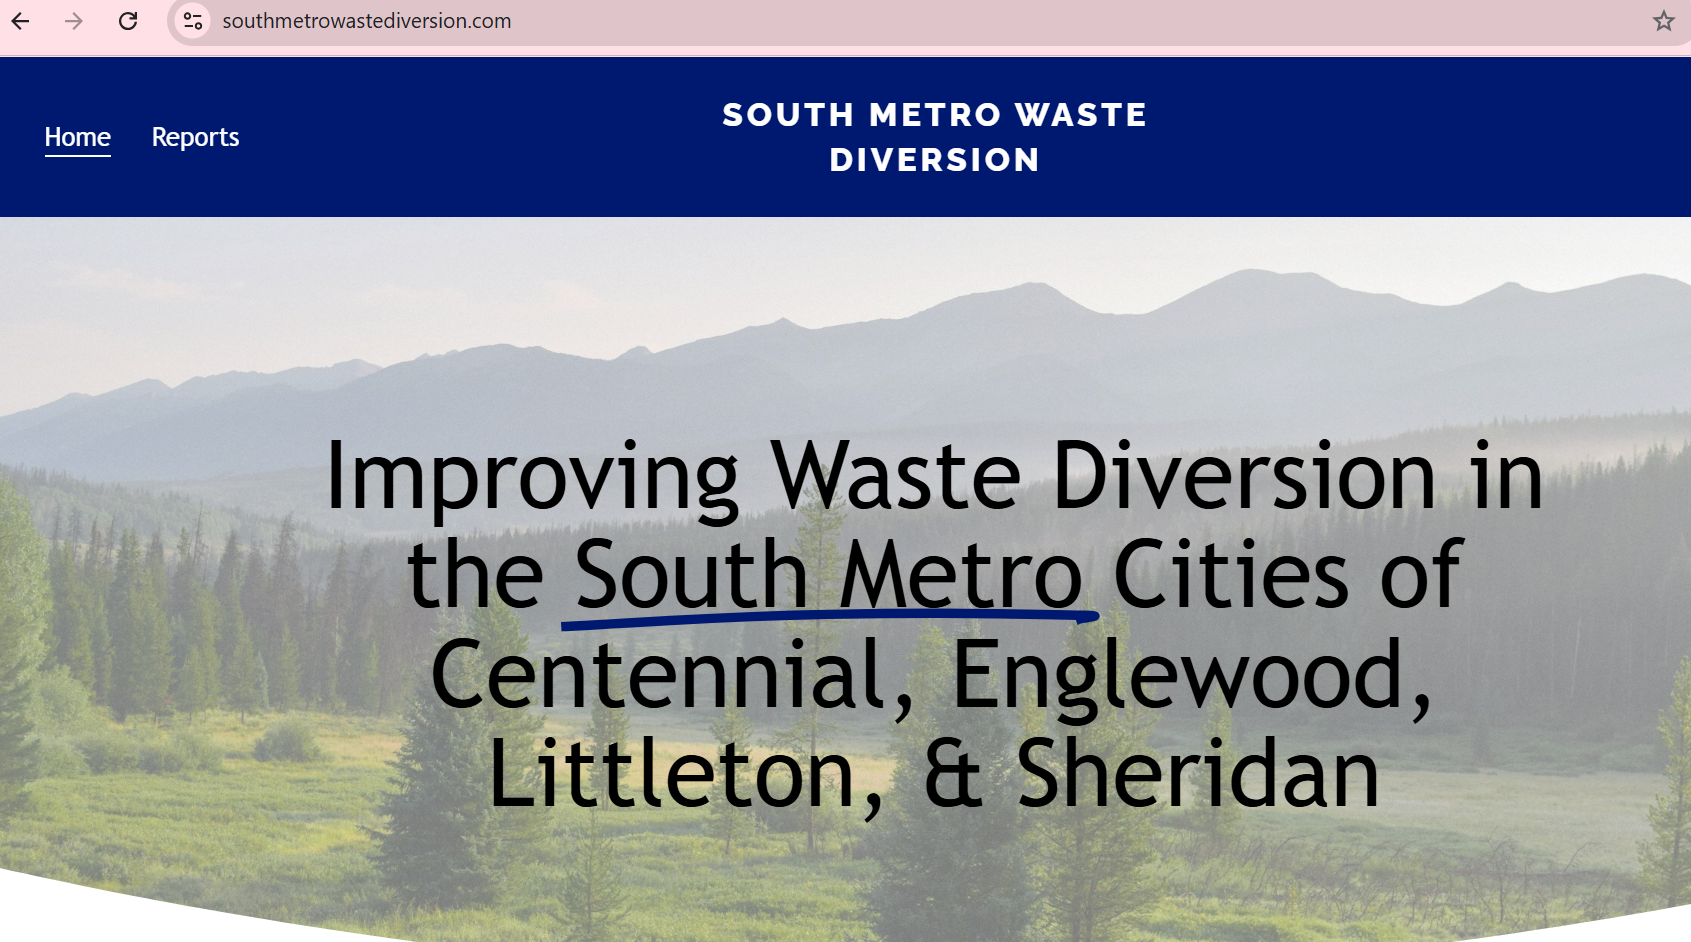 southmetrowastediversion.com
Home
Reports
SOUTH METRO WASTE
DIVERSION
Improving Waste Diversion in
the South Metro Cities of
Centennial, Englewood,
Littleton, & Sheridan